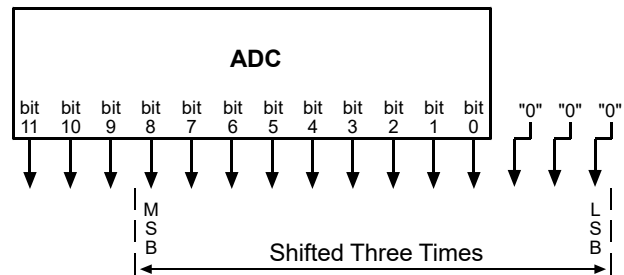 ADC
bit bit bit bit bit bit bit bit bit bit bit bit "0" "0" "0"
11 10 9 8 7 6 5 4 3 2 1 0
MSB LSB
Shifted Three Times